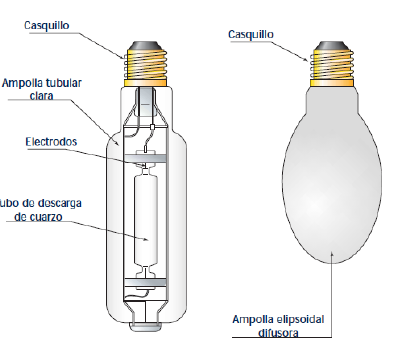 Casquillo
Ampolla tubular
clara
Electrodos
ubo de descarga
de cuarzo
Casquillo
Ampolla elipsoidal
difusora